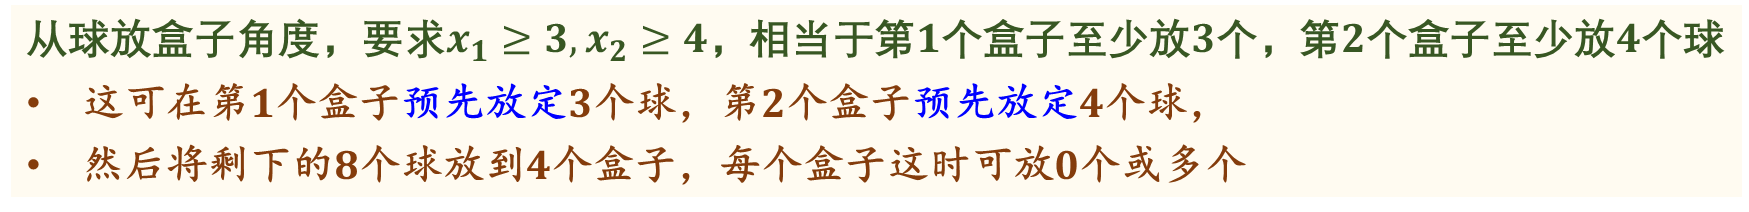 从球放盒子角度，要求x₁ ≥ 3, x₂ ≥ 4，相当于第1个盒子至少放3个，第2个盒子至少放4个球
• 这可在第1个盒子预先放定3个球，第2个盒子预先放定4个球，
• 然后将剩下的8个球放到4个盒子，每个盒子这时可放0个或多个